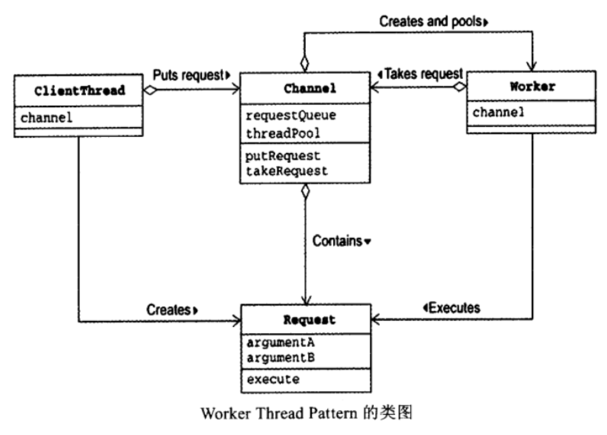 Creates and pools▶
Puts request▶
◀Takes request
ClientThread
channel
Channel
requestQueue
threadPool
putRequest
takeRequest
Worker
channel
Contains▼
Creates▶
◀Executes
Request
argumentA
argumentB
execute
Worker Thread Pattern 的类图